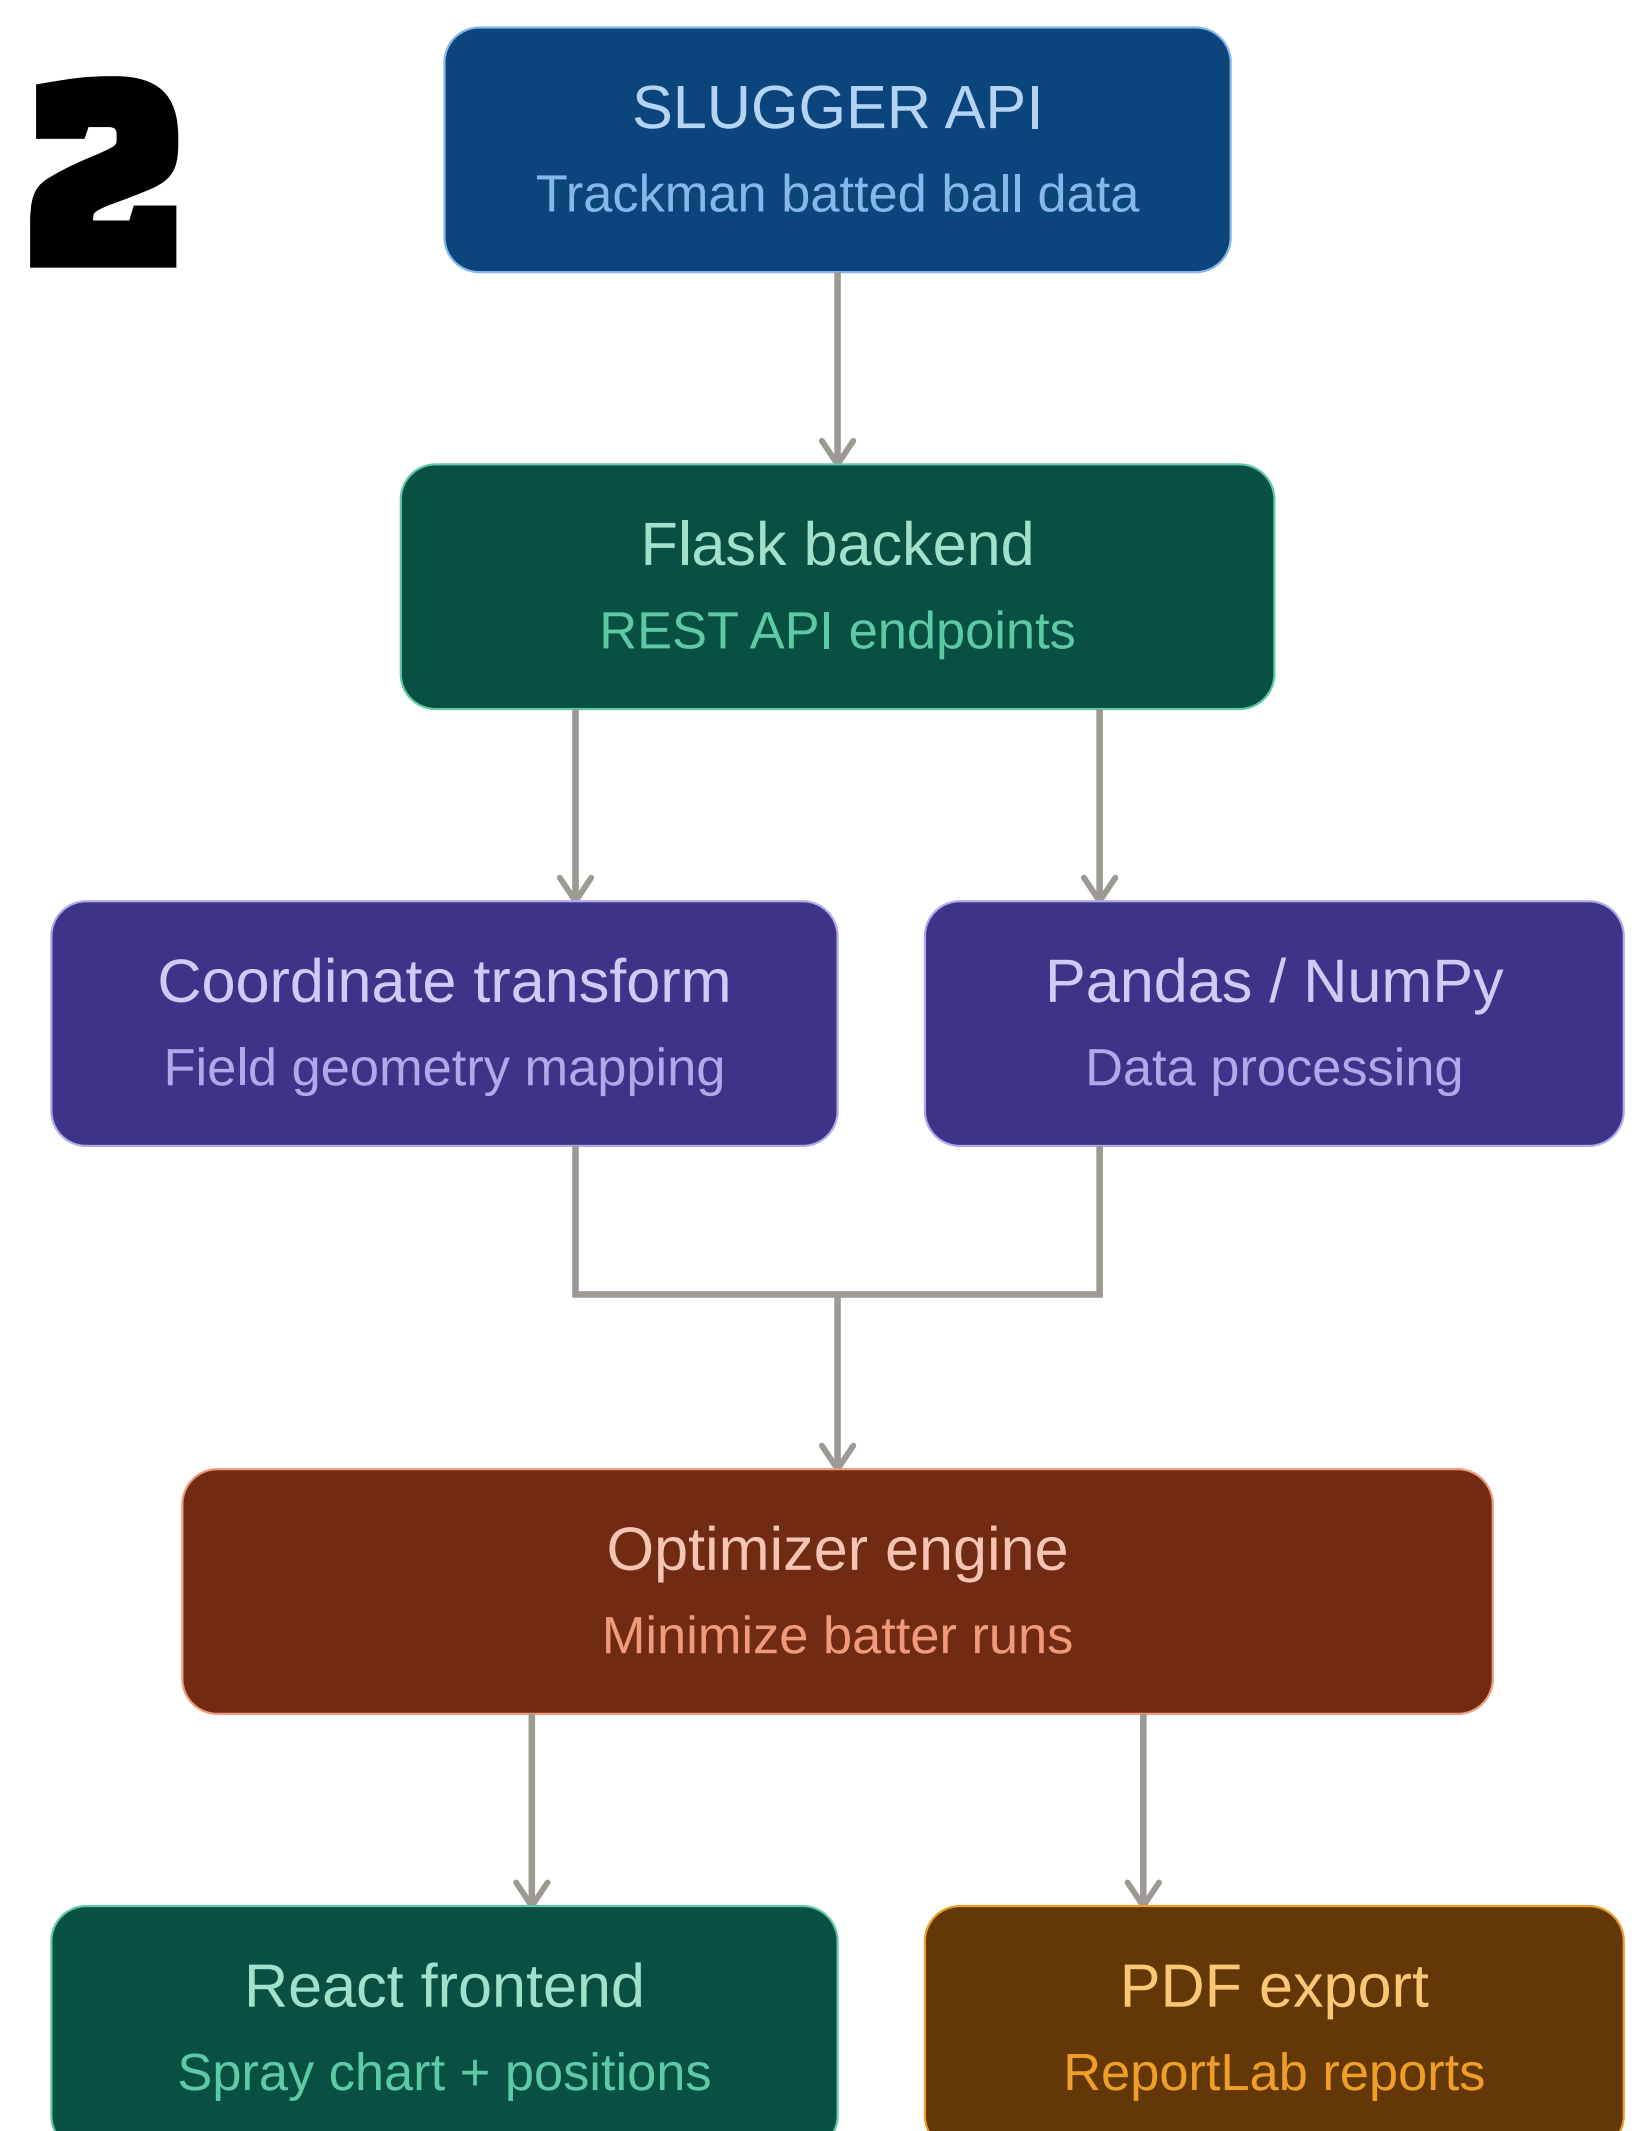 2
SLUGGER API
Trackman batted ball data
Flask backend
REST API endpoints
Coordinate transform
Field geometry mapping
Pandas / NumPy
Data processing
Optimizer engine
Minimize batter runs
React frontend
Spray chart + positions
PDF export
ReportLab reports